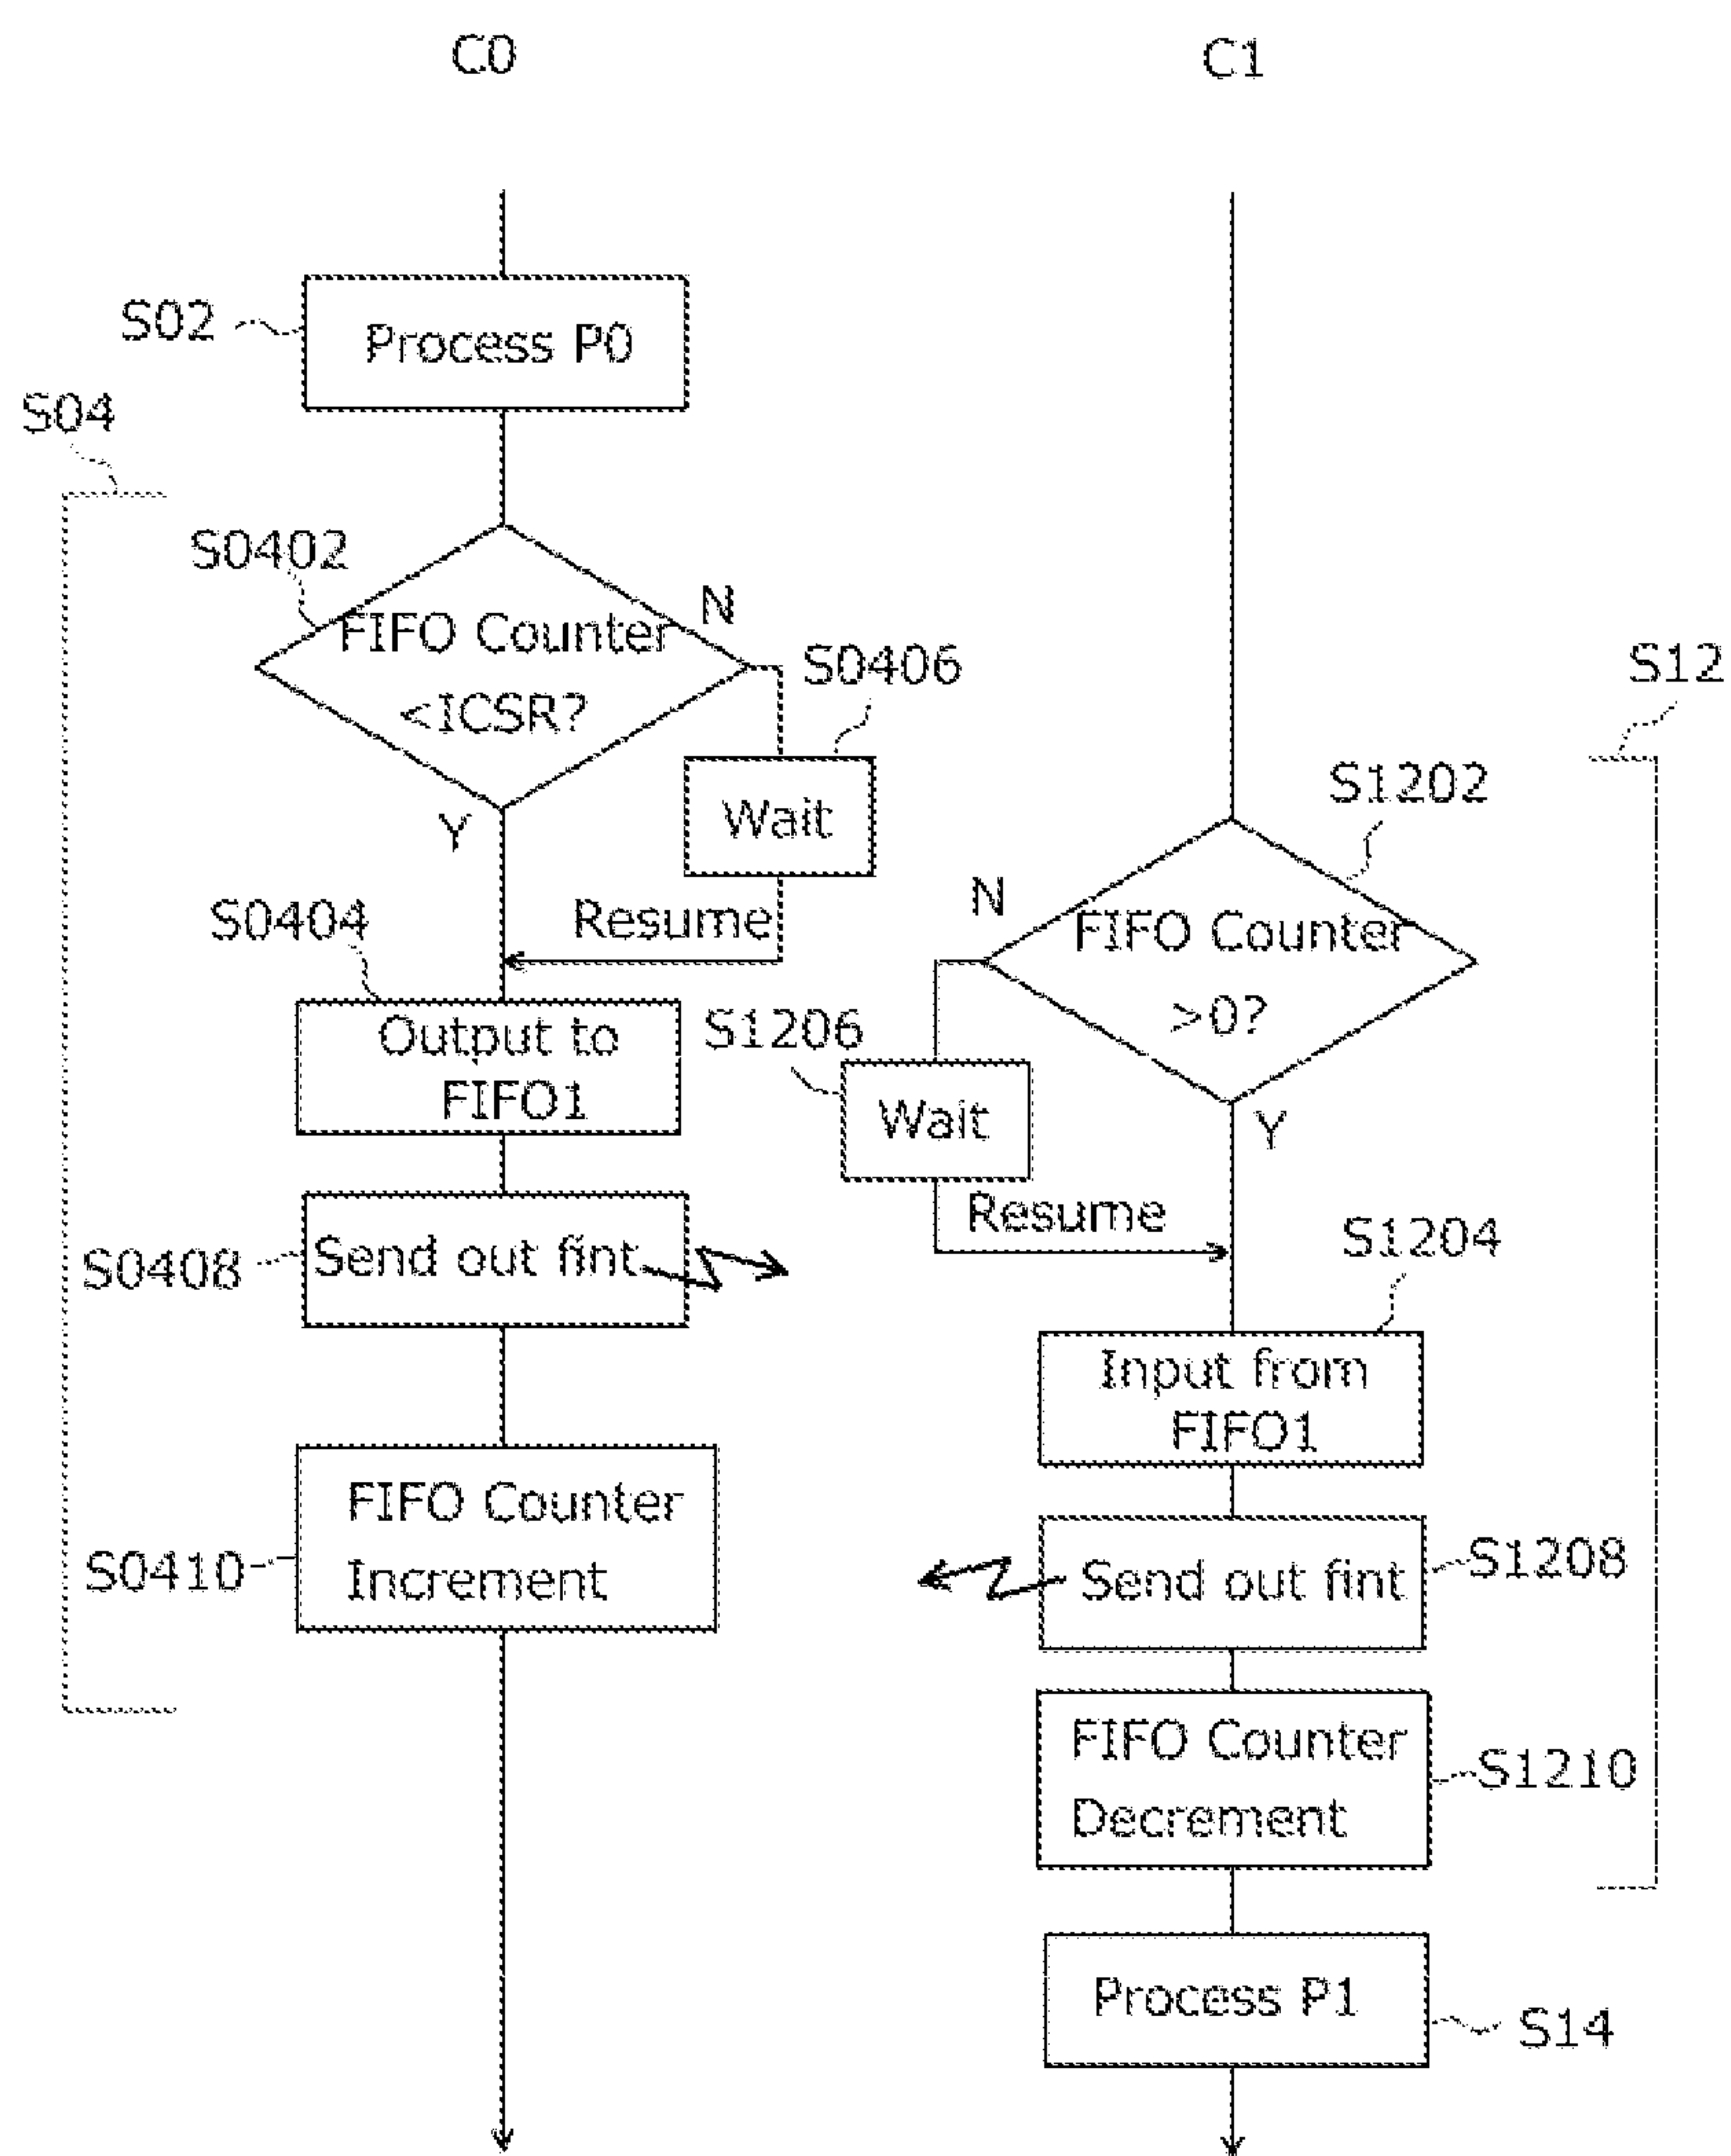 C0
C1
S02
Process P0
S04
S0402
FIFO Counter
<ICSR?
N
Y
S0406
Wait
Resume
S0404
Output to
FIFO1
S0408
Send out fint
S0410
FIFO Counter
Increment
S12
S1202
FIFO Counter
>0?
N
Y
S1206
Wait
Resume
S1204
Input from
FIFO1
Send out fint
S1208
FIFO Counter
Decrement
S1210
Process P1
S14